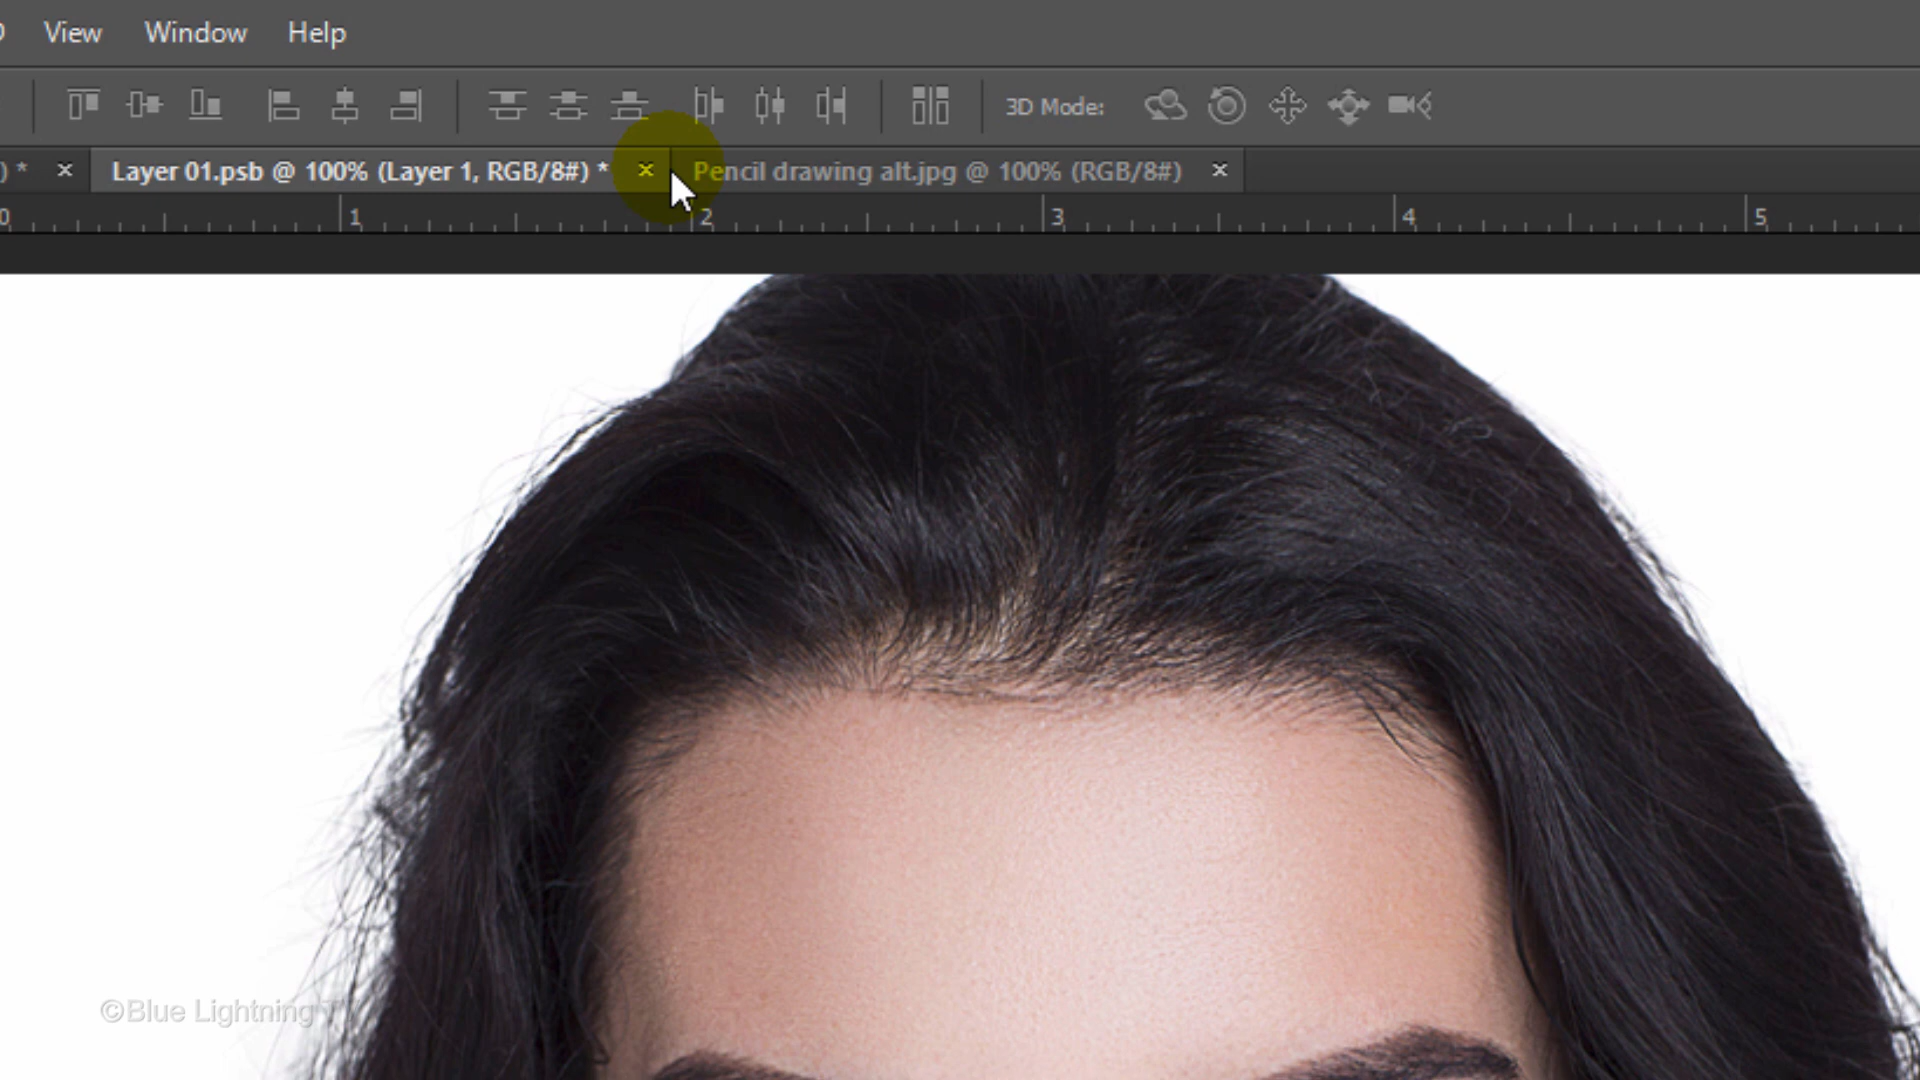 View Window Help
3D Mode:
) * × Layer 01.psb @ 100% (Layer 1, RGB/8#) * × Pencil drawing alt.jpg @ 100% (RGB/8#) ×
0 1 2 3 4 5
©Blue Lightning